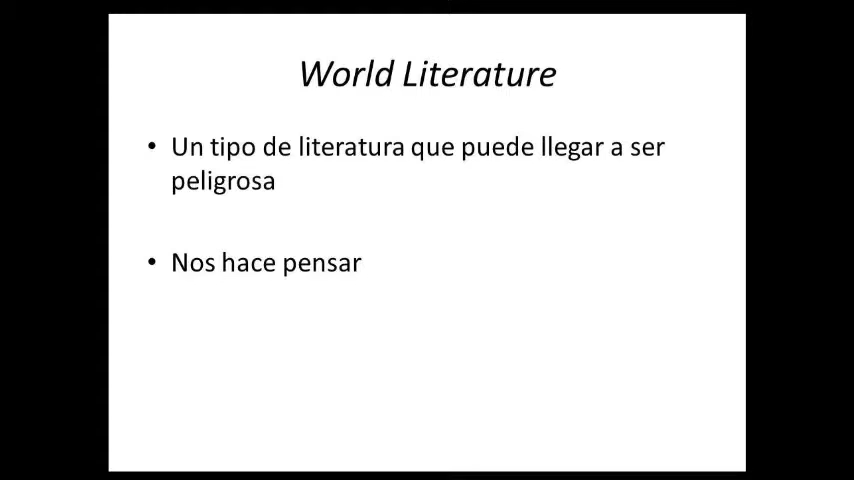 World Literature
• Un tipo de literatura que puede llegar a ser
peligrosa
• Nos hace pensar